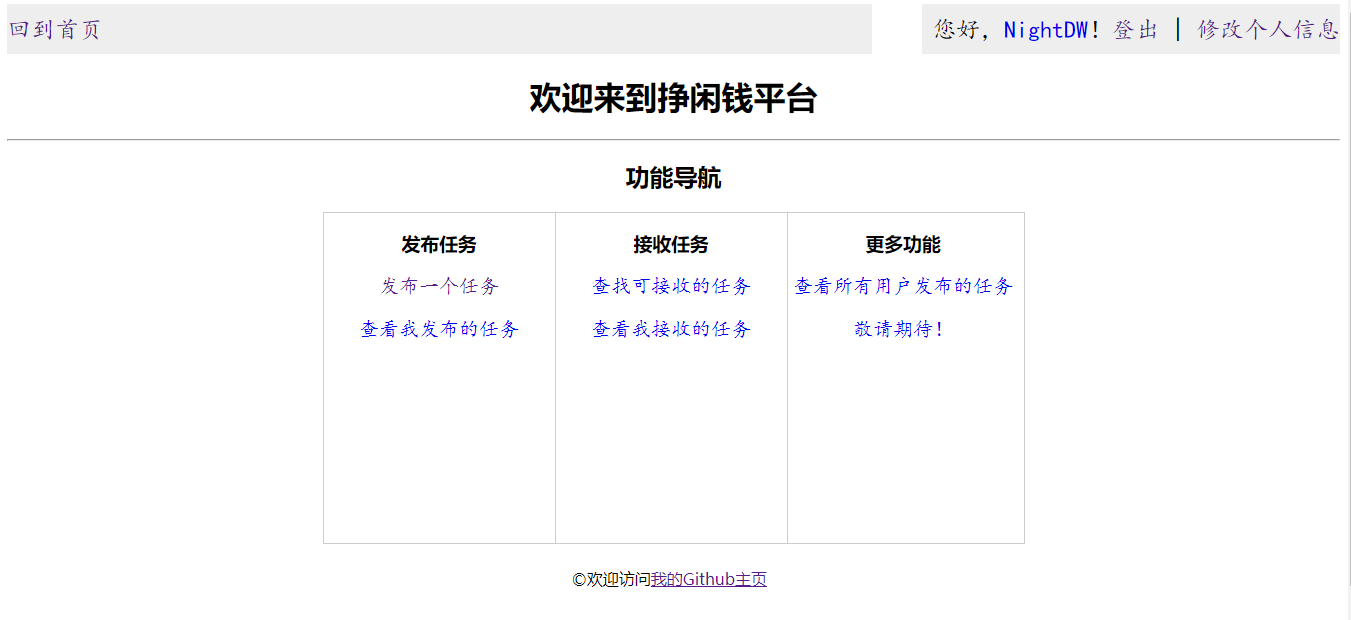 回到首页
您好，NightDW！登出 | 修改个人信息
欢迎来到挣闲钱平台
功能导航
发布任务
发布一个任务
查看我发布的任务
接收任务
查找可接收的任务
查看我接收的任务
更多功能
查看所有用户发布的任务
敬请期待！
©欢迎访问我的Github主页